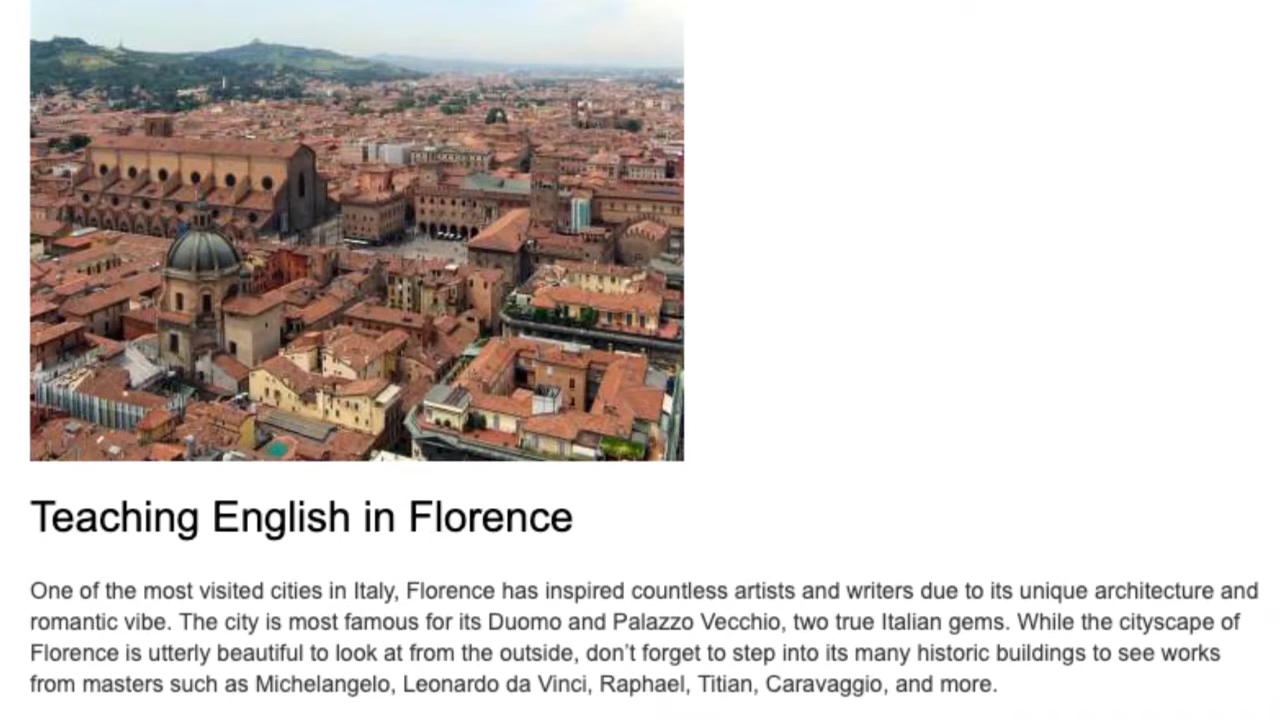 Teaching English in Florence
One of the most visited cities in Italy, Florence has inspired countless artists and writers due to its unique architecture and
romantic vibe. The city is most famous for its Duomo and Palazzo Vecchio, two true Italian gems. While the cityscape of
Florence is utterly beautiful to look at from the outside, don't forget to step into its many historic buildings to see works
from masters such as Michelangelo, Leonardo da Vinci, Raphael, Titian, Caravaggio, and more.